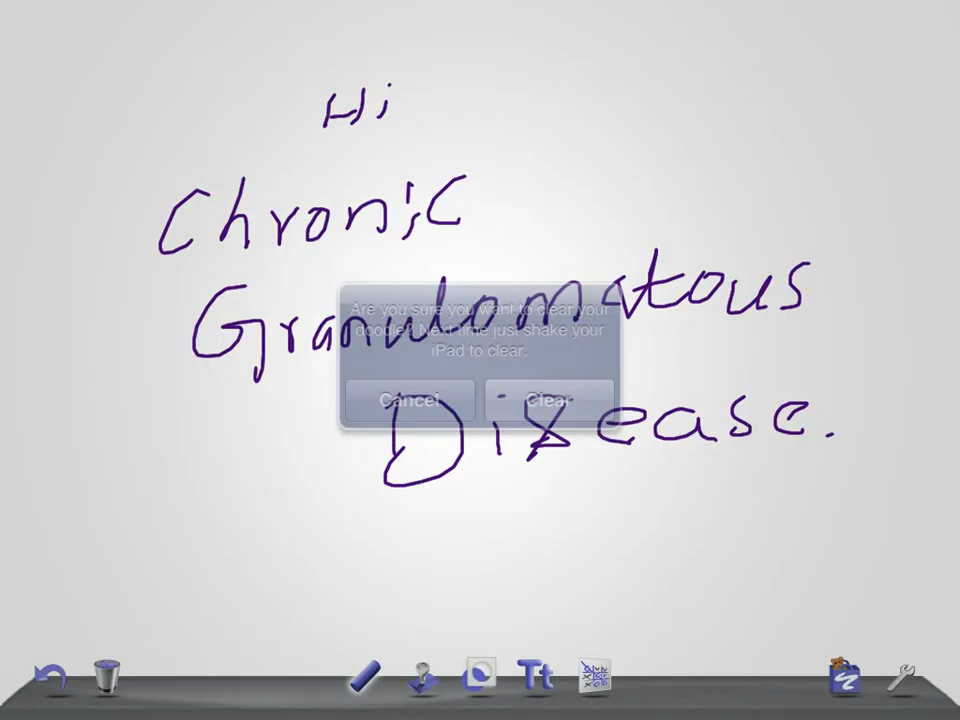 Hi
Chronic
Granulomatous
Are you sure you want to clear your
doodle? Next time just shake your
iPad to clear.
Cancel
Clear
Disease.
Tt